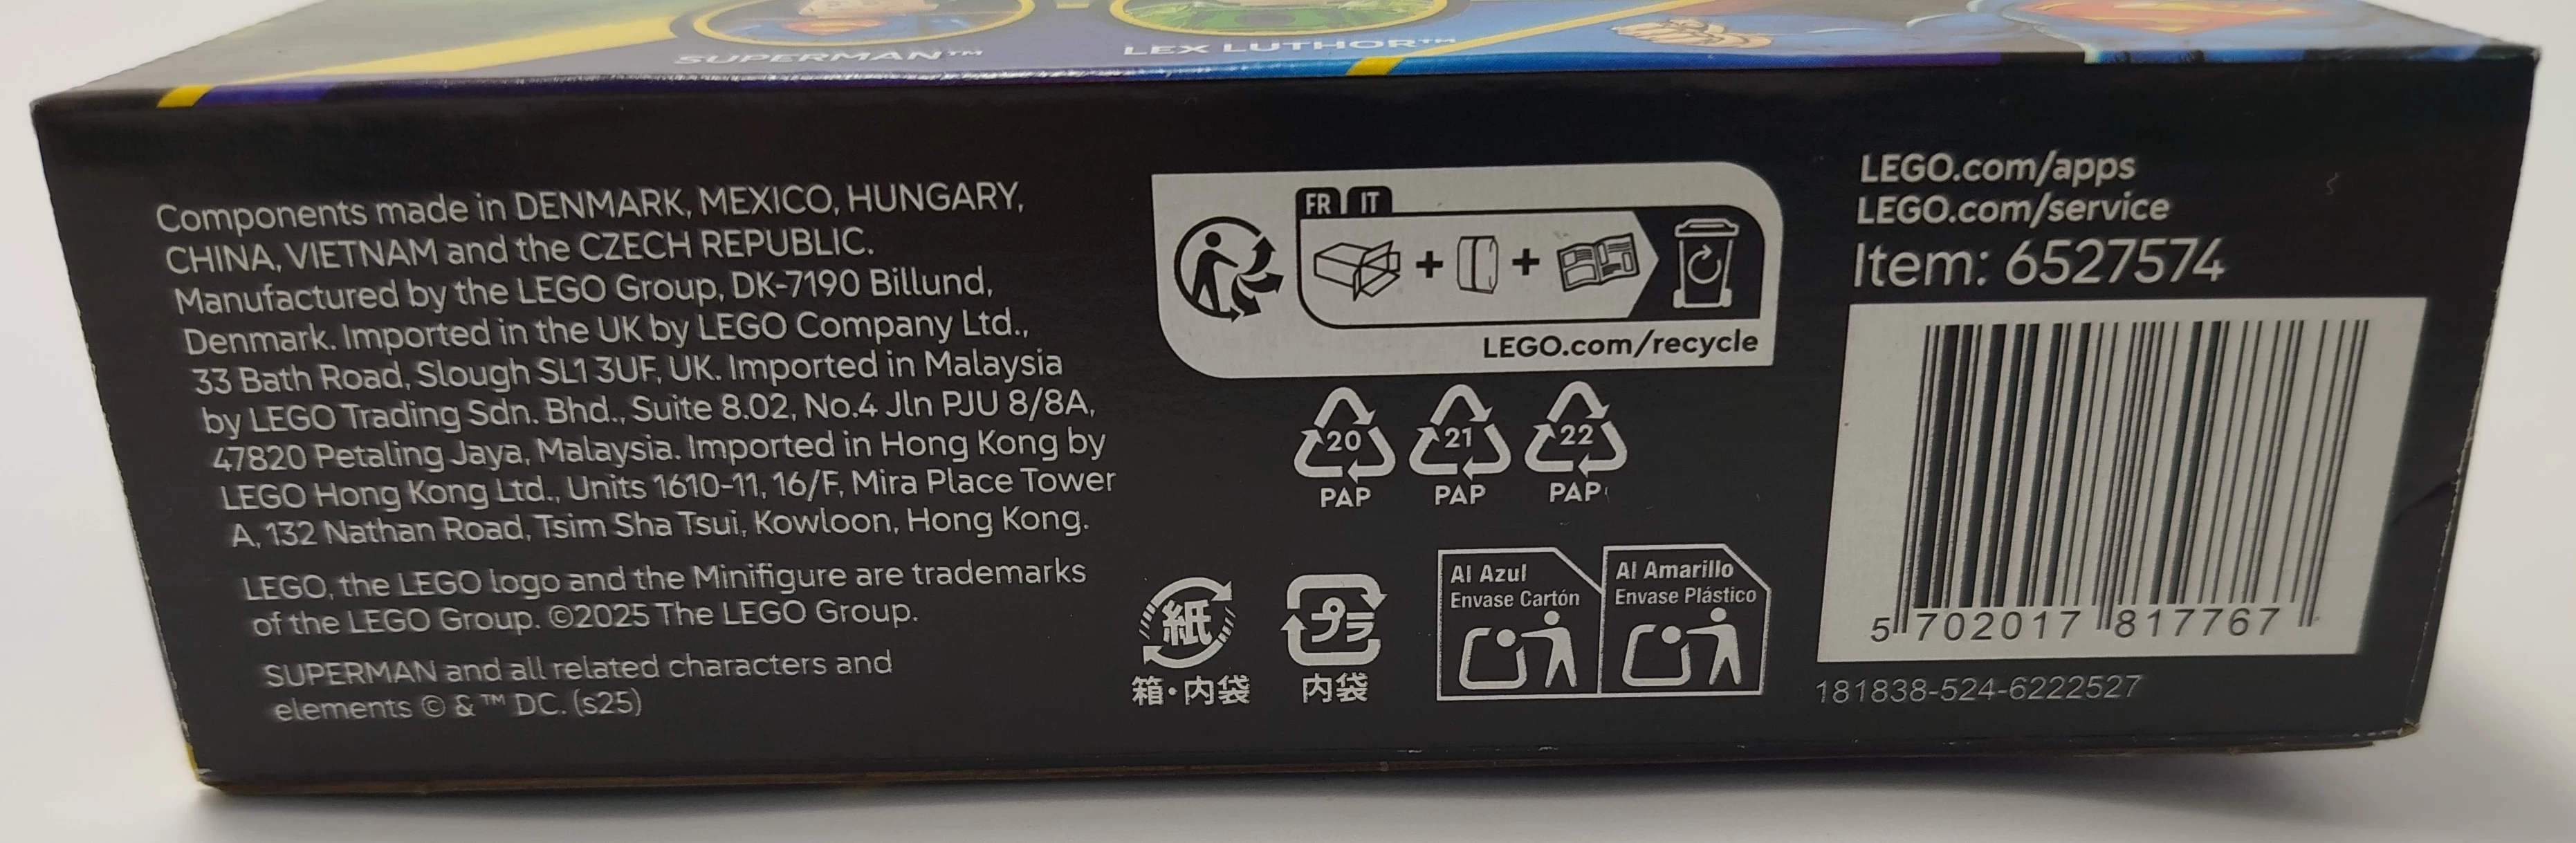 SUPERMAN™
LEX LUTHOR™
Components made in DENMARK, MEXICO, HUNGARY,
CHINA, VIETNAM and the CZECH REPUBLIC.
Manufactured by the LEGO Group, DK-7190 Billund,
Denmark. Imported in the UK by LEGO Company Ltd.,
33 Bath Road, Slough SL1 3UF, UK. Imported in Malaysia
by LEGO Trading Sdn. Bhd., Suite 8.02, No.4 Jln PJU 8/8A,
47820 Petaling Jaya, Malaysia. Imported in Hong Kong by
LEGO Hong Kong Ltd., Units 1610-11, 16/F, Mira Place Tower
A, 132 Nathan Road, Tsim Sha Tsui, Kowloon, Hong Kong.
LEGO, the LEGO logo and the Minifigure are trademarks
of the LEGO Group. ©2025 The LEGO Group.
SUPERMAN and all related characters and
elements © & ™ DC. (s25)
FR IT
LEGO.com/recycle
20 21 22
PAP PAP PAP
紙 プラ
箱・内袋 内袋
Al Azul
Envase Cartón
Al Amarillo
Envase Plástico
LEGO.com/apps
LEGO.com/service
Item: 6527574
5 702017 817767
181838-524-6222527